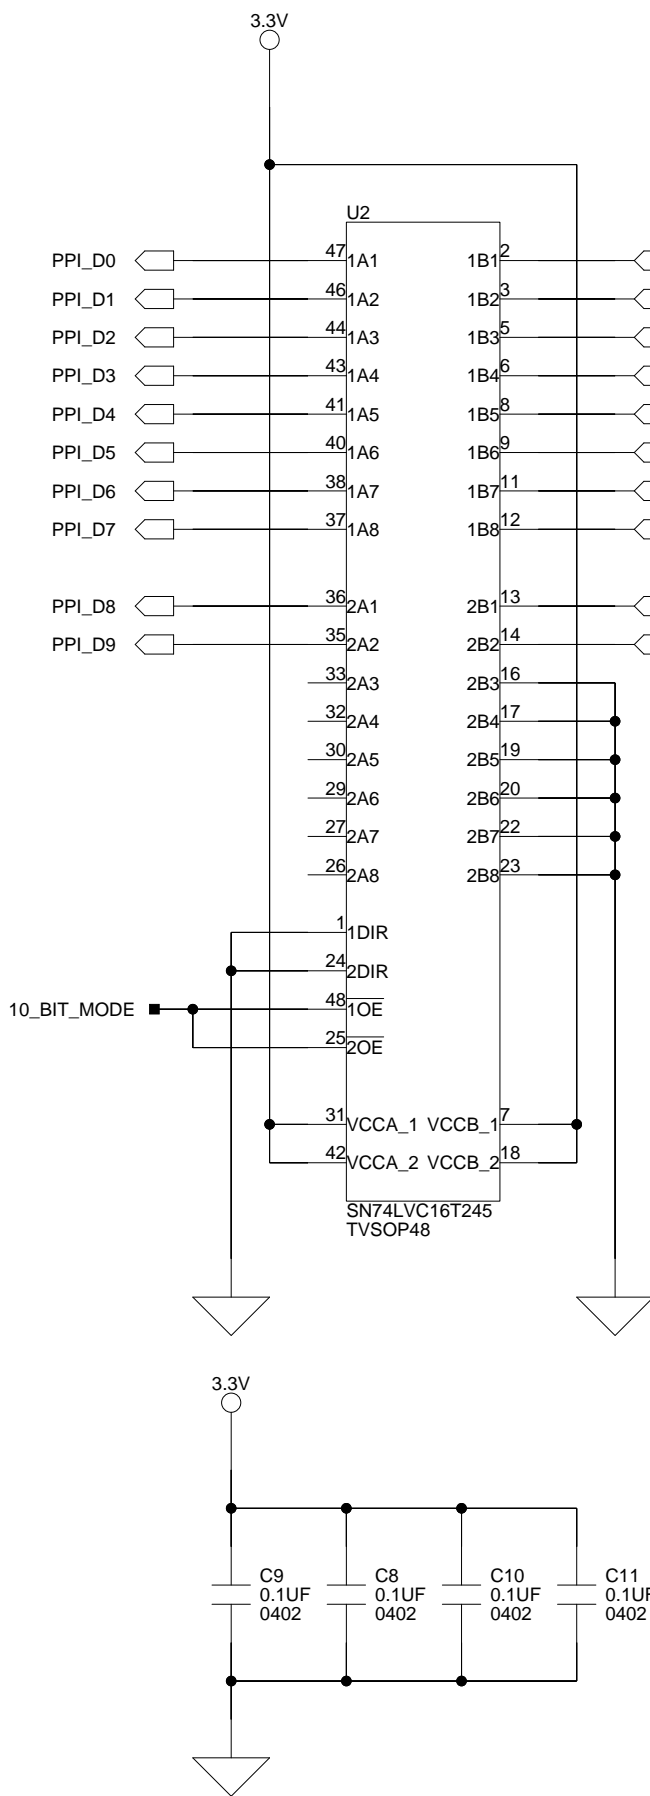 3.3V
U2
PPI_D0 47 1A1 1B1 2
PPI_D1 46 1A2 1B2 3
PPI_D2 44 1A3 1B3 5
PPI_D3 43 1A4 1B4 6
PPI_D4 41 1A5 1B5 8
PPI_D5 40 1A6 1B6 9
PPI_D6 38 1A7 1B7 11
PPI_D7 37 1A8 1B8 12
PPI_D8 36 2A1 2B1 13
PPI_D9 35 2A2 2B2 14
33 2A3 2B3 16
32 2A4 2B4 17
30 2A5 2B5 19
29 2A6 2B6 20
27 2A7 2B7 22
26 2A8 2B8 23
1 1DIR
24 2DIR
10_BIT_MODE 48 1OE
25 2OE
31 VCCA_1 VCCB_1 7
42 VCCA_2 VCCB_2 18
SN74LVC16T245
TVSOP48
3.3V
C9 C8 C10 C11
0.1UF 0.1UF 0.1UF 0.1UF
0402 0402 0402 0402